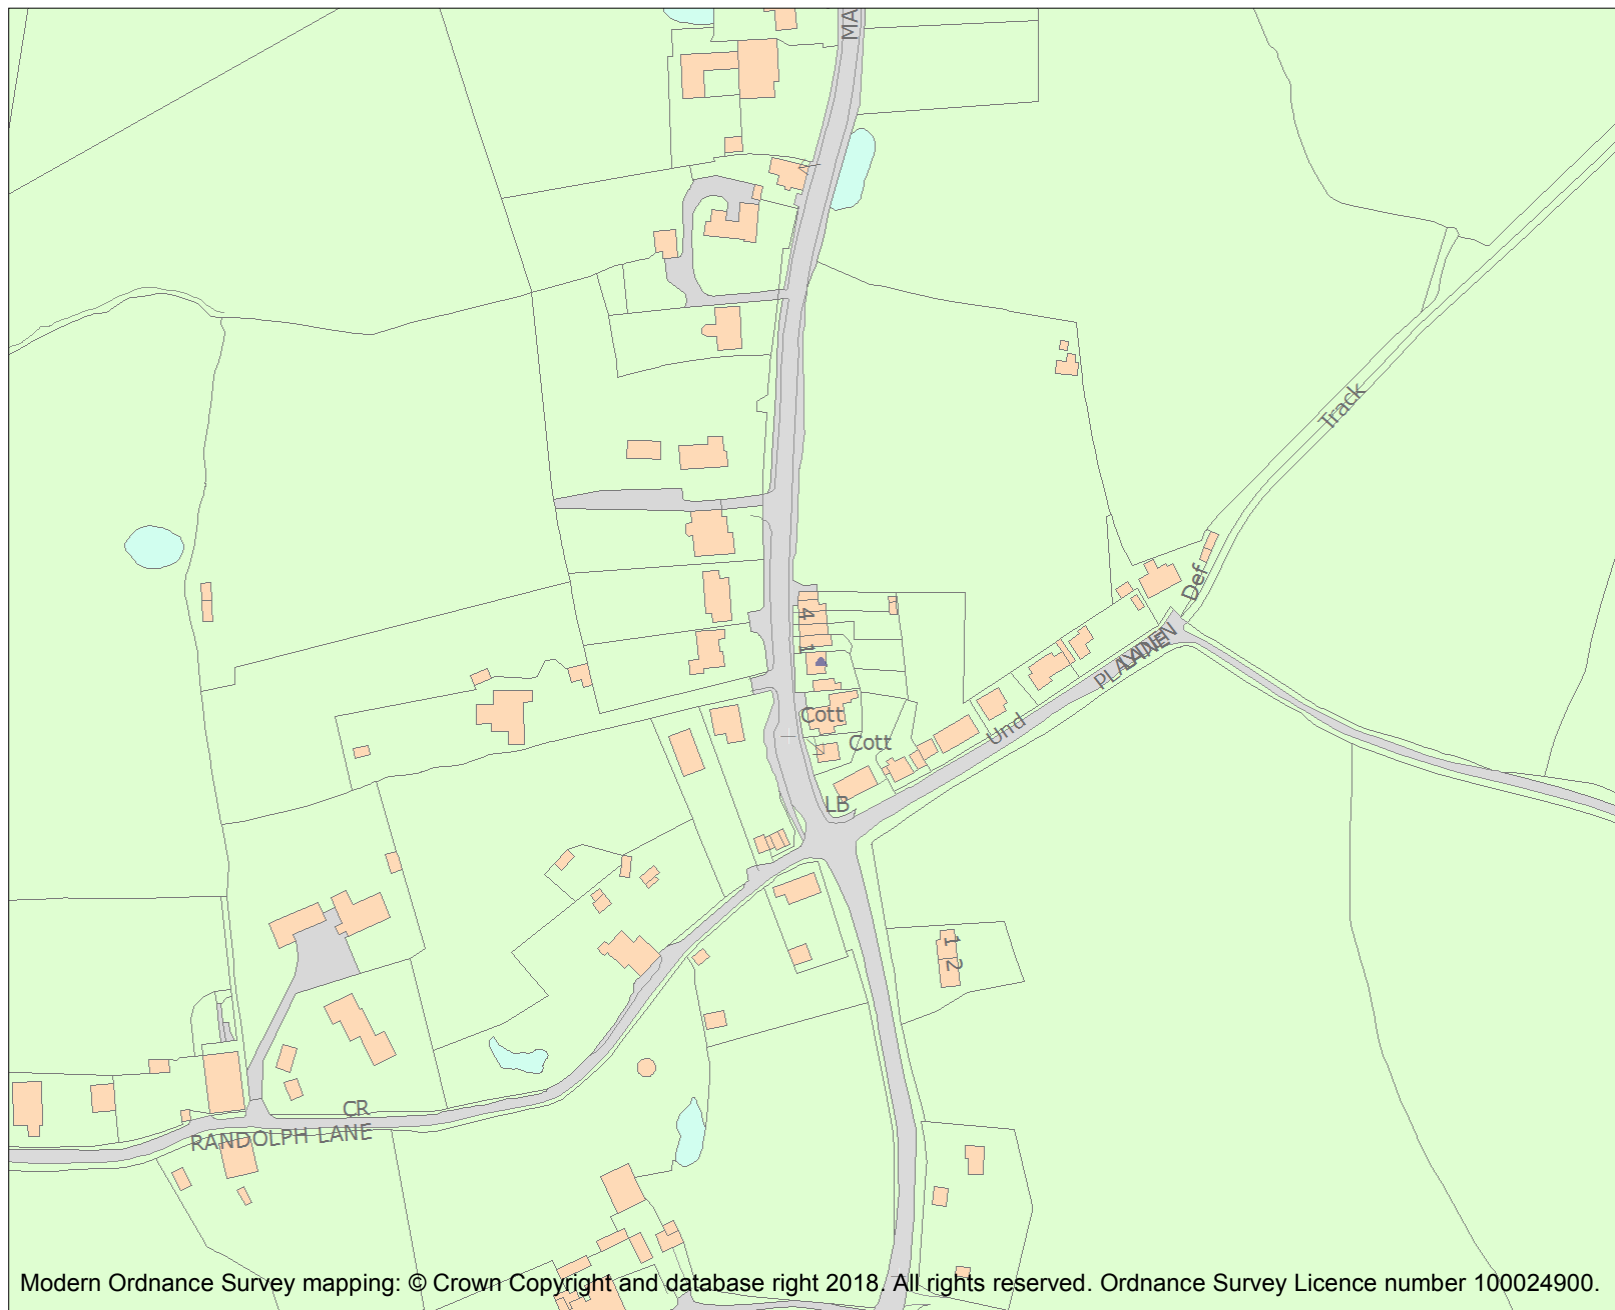 MA
Track
Def
4
1
PLAYDEN
LANE
Cott
Und
Cott
LB
1
2
CR
RANDOLPH LANE
Modern Ordnance Survey mapping: © Crown Copyright and database right 2018. All rights reserved. Ordnance Survey Licence number 100024900.